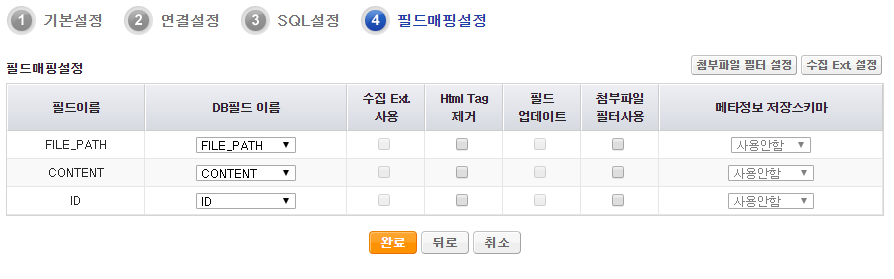 1 기본설정 2 연결설정 3 SQL설정 4 필드매핑설정
필드매핑설정 첨부파일 필터 설정 수집 Ext. 설정
필드이름 DB필드 이름 수집 Ext. 사용 Html Tag 제거 필드 업데이트 첨부파일 필터사용 메타정보 저장스키마
FILE_PATH FILE_PATH 사용안함
CONTENT CONTENT 사용안함
ID ID 사용안함
완료 뒤로 취소